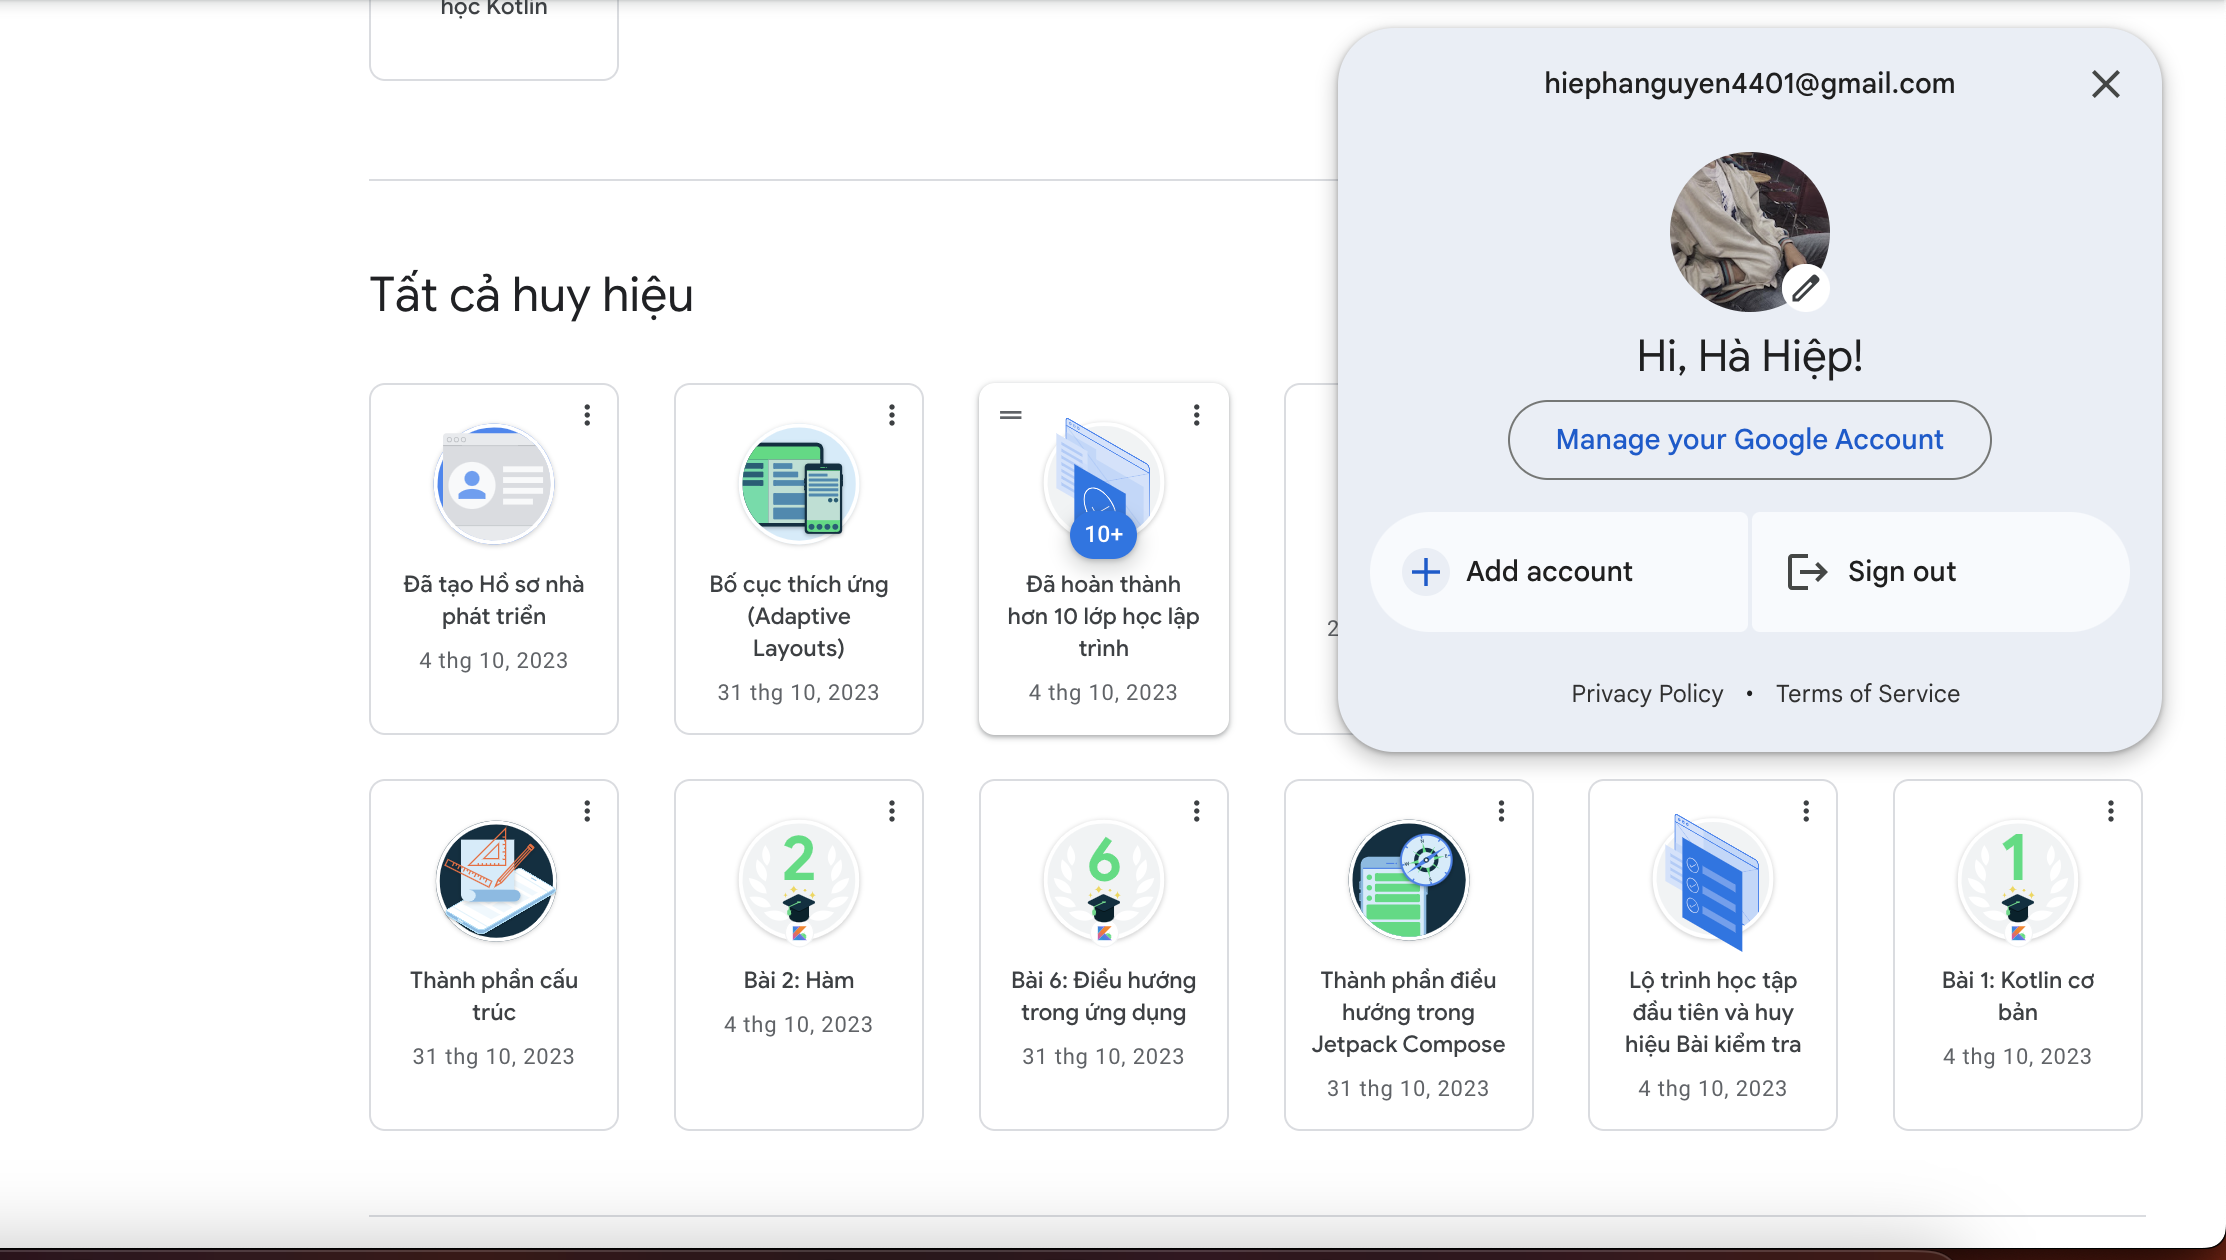 học Kotlin
hiephanguyen4401@gmail.com
Hi, Hà Hiệp!
Manage your Google Account
Add account
Sign out
Privacy Policy • Terms of Service
Tất cả huy hiệu
Đã tạo Hồ sơ nhà
phát triển
4 thg 10, 2023
Bố cục thích ứng
(Adaptive
Layouts)
31 thg 10, 2023
10+
Đã hoàn thành
hơn 10 lớp học lập
trình
4 thg 10, 2023
2
Thành phần cấu
trúc
31 thg 10, 2023
2
Bài 2: Hàm
4 thg 10, 2023
6
Bài 6: Điều hướng
trong ứng dụng
31 thg 10, 2023
Thành phần điều
hướng trong
Jetpack Compose
31 thg 10, 2023
Lộ trình học tập
đầu tiên và huy
hiệu Bài kiểm tra
4 thg 10, 2023
1
Bài 1: Kotlin cơ
bản
4 thg 10, 2023